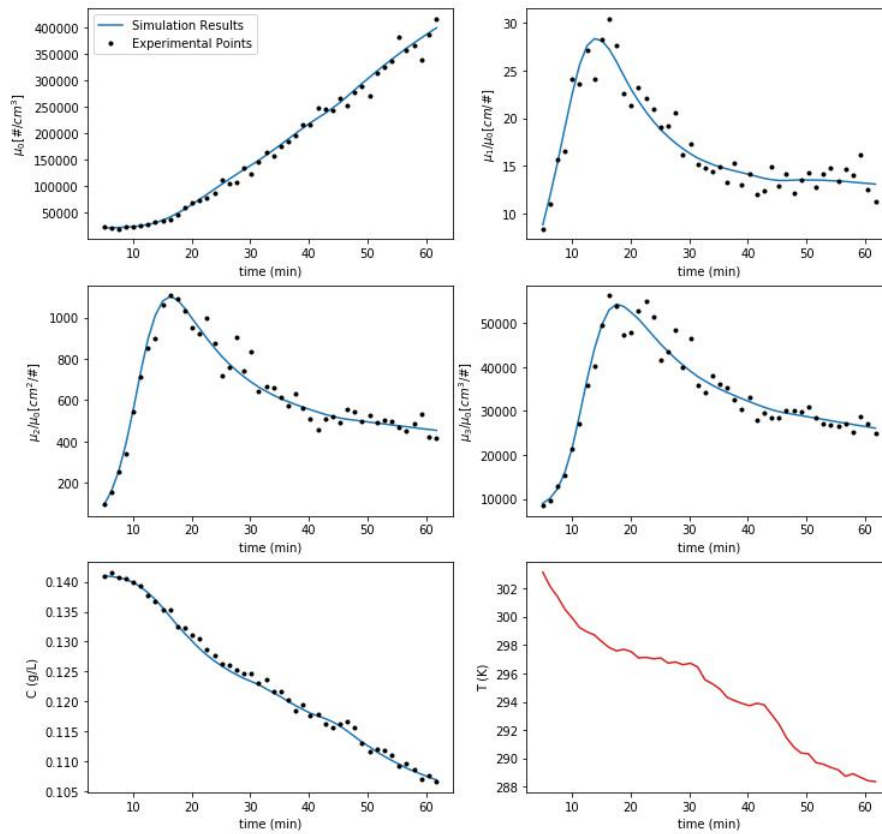 Simulation Results
Experimental Points
400000
350000
300000
250000
200000
150000
100000
50000
μ0[#/cm³]
10 20 30 40 50 60
time (min)
30
25
20
15
10
μ1/μ0[cm/#]
10 20 30 40 50 60
time (min)
1000
800
600
400
200
μ2/μ0[cm²/#]
10 20 30 40 50 60
time (min)
50000
40000
30000
20000
10000
μ3/μ0[cm³/#]
10 20 30 40 50 60
time (min)
0.140
0.135
0.130
0.125
0.120
0.115
0.110
0.105
C (g/L)
10 20 30 40 50 60
time (min)
302
300
298
296
294
292
290
288
T (K)
10 20 30 40 50 60
time (min)